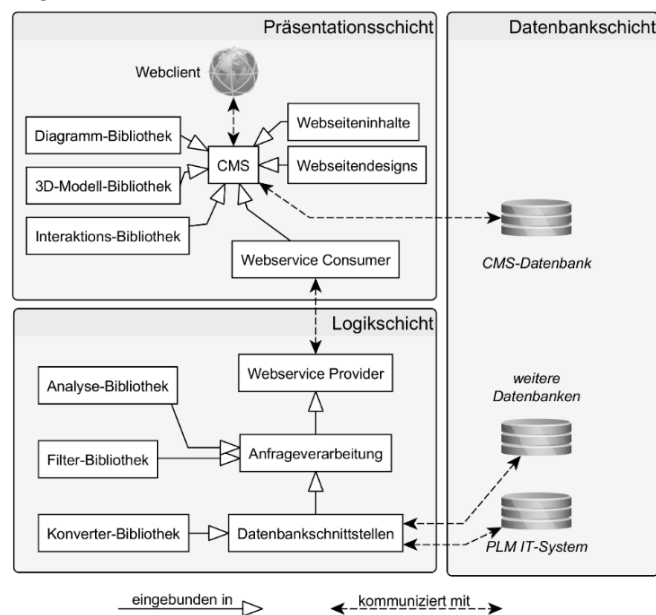 Präsentationsschicht
Datenbankschicht
Webclient
Diagramm-Bibliothek
Webseiteninhalte
CMS
Webseitendesigns
3D-Modell-Bibliothek
Interaktions-Bibliothek
Webservice Consumer
CMS-Datenbank
Logikschicht
Webservice Provider
Analyse-Bibliothek
weitere
Datenbanken
Anfrageverarbeitung
Filter-Bibliothek
Konverter-Bibliothek
Datenbankschnittstellen
PLM IT-System
eingebunden in
kommuniziert mit